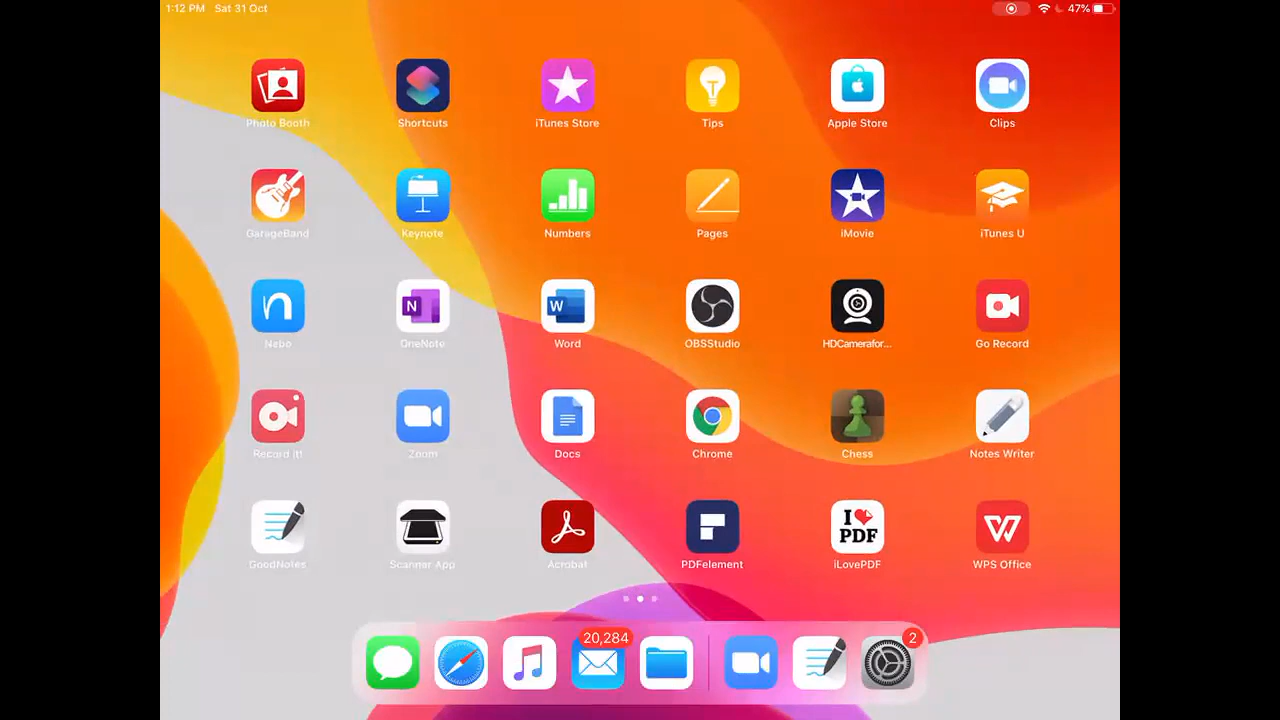 1:12 PM Sat 31 Oct 47%
Photo Booth Shortcuts iTunes Store Tips Apple Store Clips
GarageBand Keynote Numbers Pages iMovie iTunes U
N W
Nebo OneNote Word OBSStudio HDCamerafor... Go Record
Record it! Zoom Docs Chrome Chess Notes Writer
I
PDF
GoodNotes Scanner App Acrobat PDFelement iLovePDF WPS Office
20,284 2